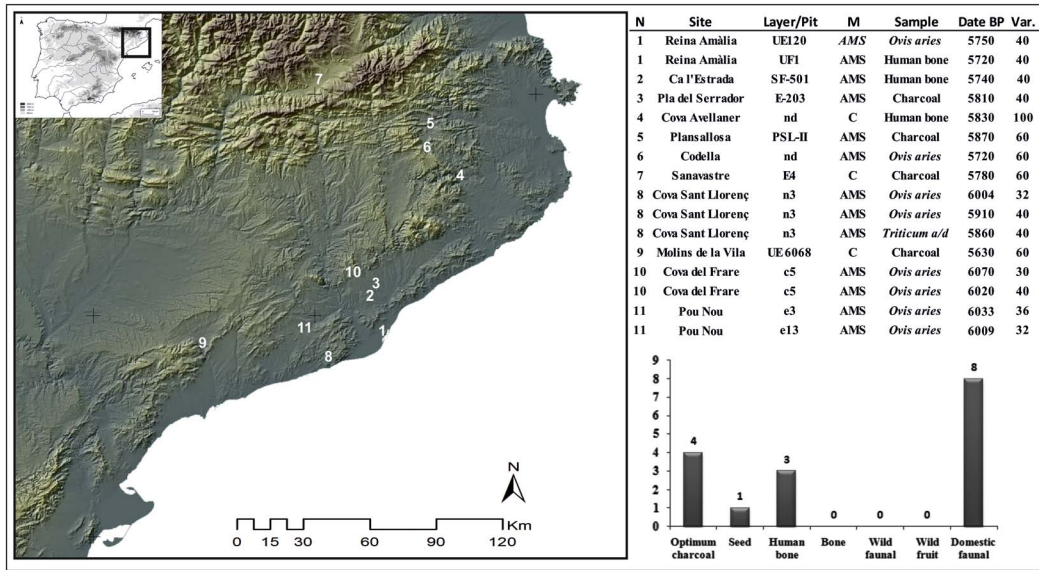 7
5
6
4
10
3
2
11
1
9
8
N
Km
0 15 30 60 90 120
N Site Layer/Pit M Sample Date BP Var.
1 Reina Amàlia UE120 AMS Ovis aries 5750 40
1 Reina Amàlia UF1 AMS Human bone 5720 40
2 Ca l'Estrada SF-501 AMS Human bone 5740 40
3 Pla del Serrador E-203 AMS Charcoal 5810 40
4 Cova Avellaner nd C Human bone 5830 100
5 Plansallosa PSL-II AMS Charcoal 5870 60
6 Codella nd AMS Ovis aries 5720 60
7 Sanavastre E4 C Charcoal 5780 60
8 Cova Sant Llorenç n3 AMS Ovis aries 6004 32
8 Cova Sant Llorenç n3 AMS Ovis aries 5910 40
8 Cova Sant Llorenç n3 AMS Triticum a/d 5860 40
9 Molins de la Vila UE6068 C Charcoal 5630 60
10 Cova del Frare c5 AMS Ovis aries 6070 30
10 Cova del Frare c5 AMS Ovis aries 6020 40
11 Pou Nou e3 AMS Ovis aries 6033 36
11 Pou Nou e13 AMS Ovis aries 6009 32
9
8
7
6
5
4
3
2
1
0
4
1
3
0
0
0
8
Optimum charcoal
Seed
Human bone
Bone
Wild faunal
Wild fruit
Domestic faunal